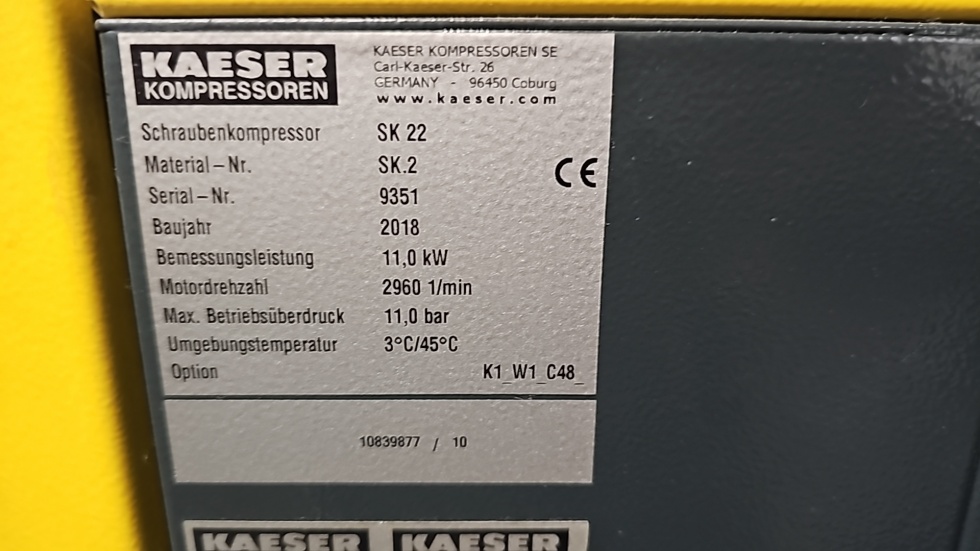 KAESER
KOMPRESSOREN
KAESER KOMPRESSOREN SE
Carl-Kaeser-Str. 26
GERMANY - 96450 Coburg
www.kaeser.com
Schraubenkompressor SK 22
Material-Nr. SK.2
CE
Serial-Nr. 9351
Baujahr 2018
Bemessungsleistung 11,0 kW
Motordrehzahl 2960 1/min
Max. Betriebsüberdruck 11,0 bar
Umgebungstemperatur 3°C/45°C
Option K1_W1_C48_
10839877 / 10
KAESER KAESER